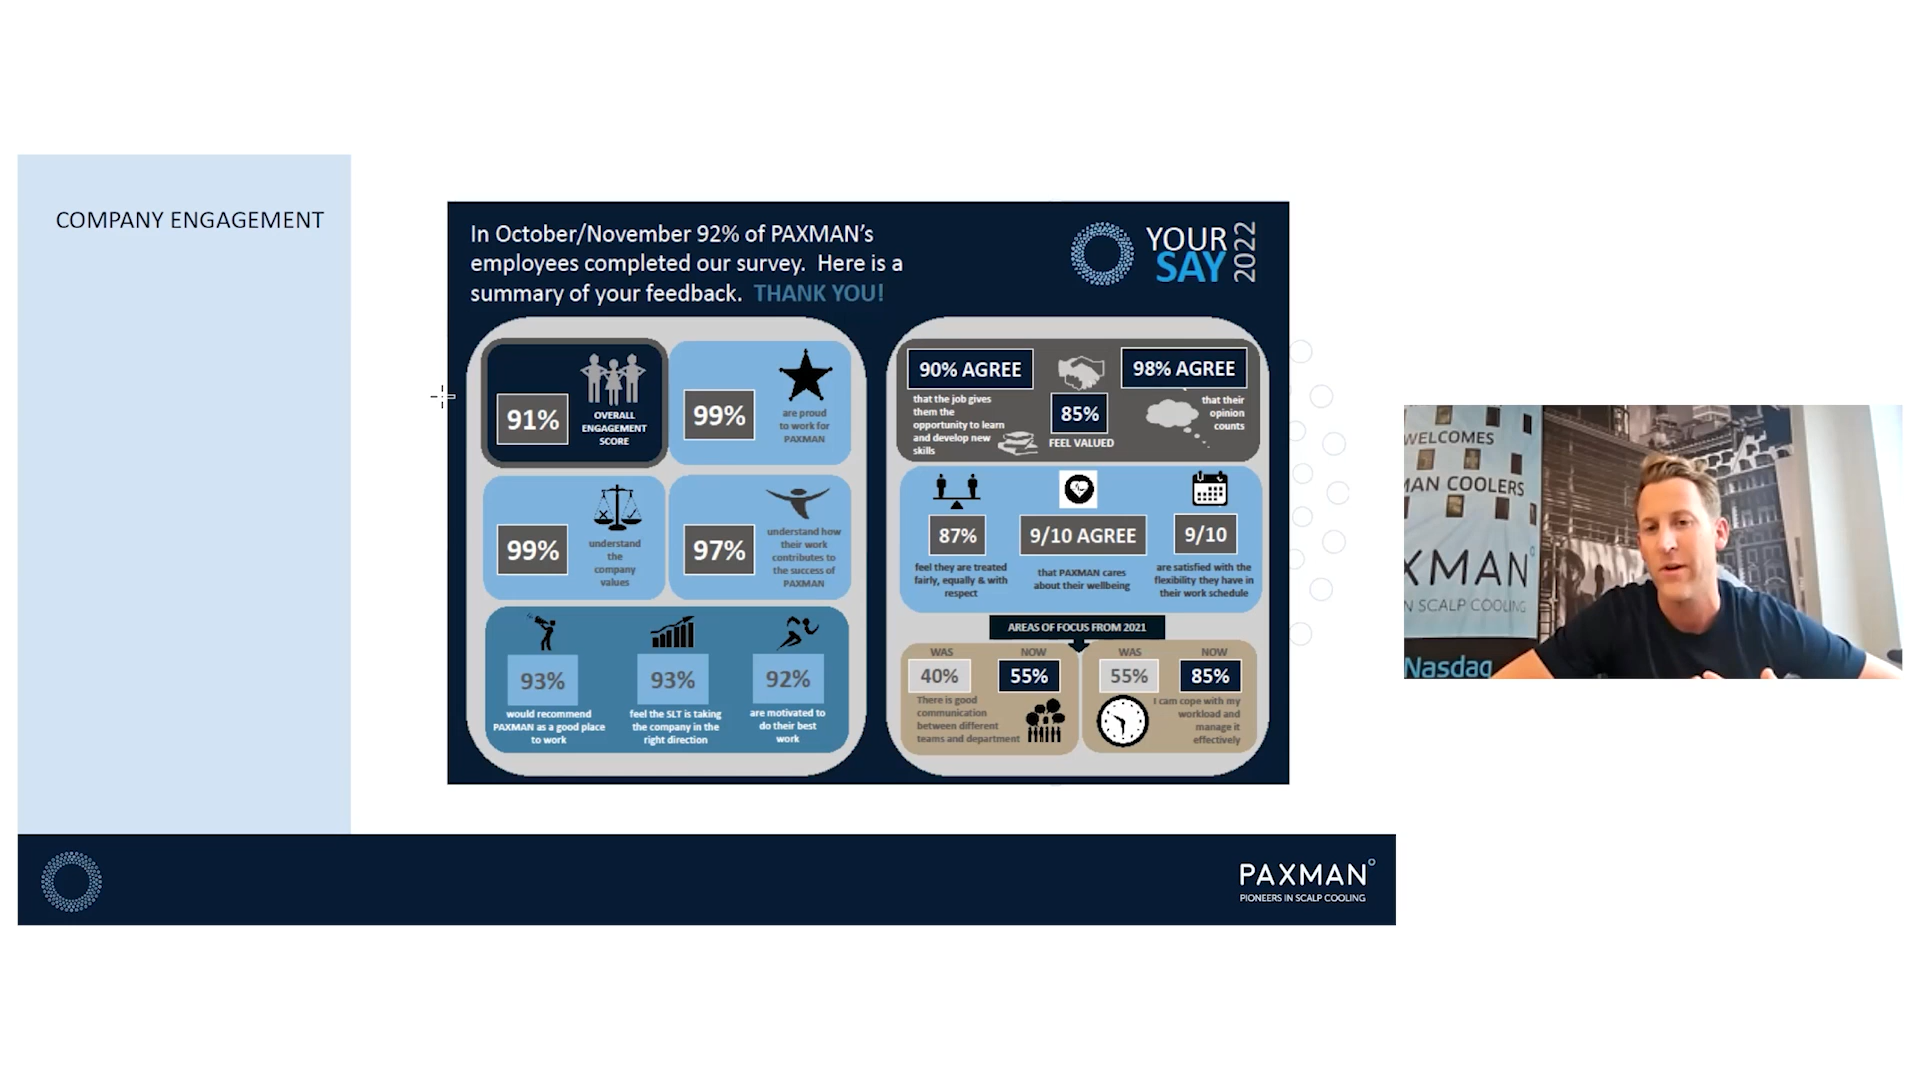 COMPANY ENGAGEMENT
In October/November 92% of PAXMAN's
employees completed our survey. Here is a
summary of your feedback. THANK YOU!
YOUR
SAY
2022
91%
OVERALL
ENGAGEMENT
SCORE
99%
are proud
to work for
PAXMAN
99%
understand
the
company
values
97%
understand how
their work
contributes to
the success of
PAXMAN
93%
would recommend
PAXMAN as a good place
to work
93%
feel the SLT is taking
the company in the
right direction
92%
are motivated to
do their best
work
90% AGREE
that the job gives
them the
opportunity to learn
and develop new
skills
85%
FEEL VALUED
98% AGREE
that their
opinion
counts
87%
feel they are treated
fairly, equally & with
respect
9/10 AGREE
that PAXMAN cares
about their wellbeing
9/10
are satisfied with the
flexibility they have in
their work schedule
AREAS OF FOCUS FROM 2021
WAS
40%
NOW
55%
There is good
communication
between different
teams and department
WAS
55%
NOW
85%
I cam cope with my
workload and
manage it
effectively
WELCOMES
MAN COOLERS
XMAN
N SCALP COOLING
Nasdaq
PAXMAN
PIONEERS IN SCALP COOLING